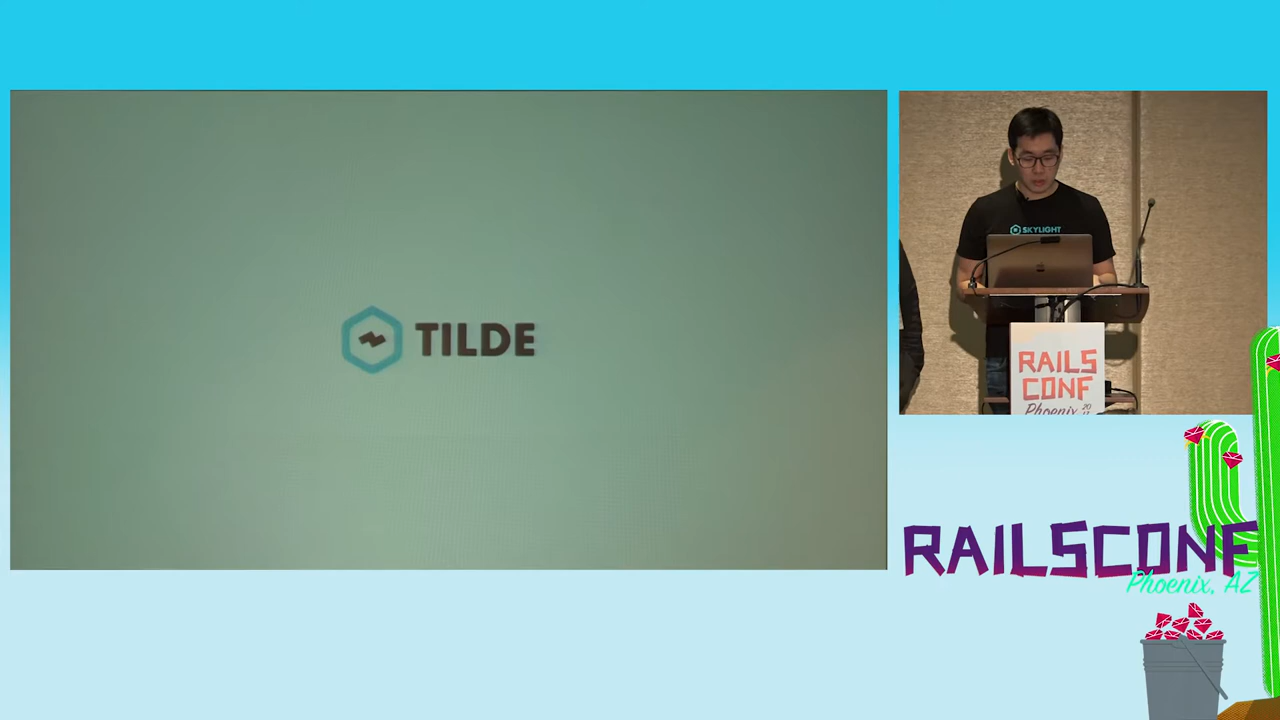 TILDE
SKYLIGHT
RAILS
CONF
Phoenix
RAILSCONF
Phoenix, AZ